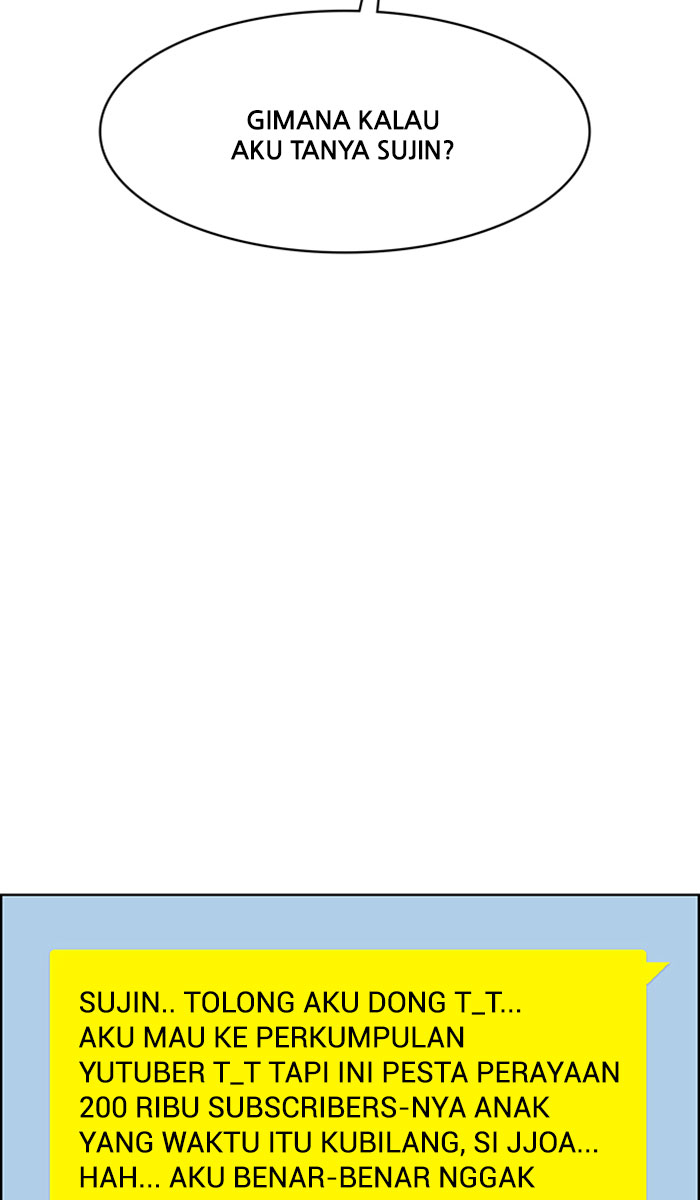 GIMANA KALAU
AKU TANYA SUJIN?
SUJIN.. TOLONG AKU DONG T_T...
AKU MAU KE PERKUMPULAN
YUTUBER T_T TAPI INI PESTA PERAYAAN
200 RIBU SUBSCRIBERS-NYA ANAK
YANG WAKTU ITU KUBILANG, SI JJOA...
HAH... AKU BENAR-BENAR NGGAK